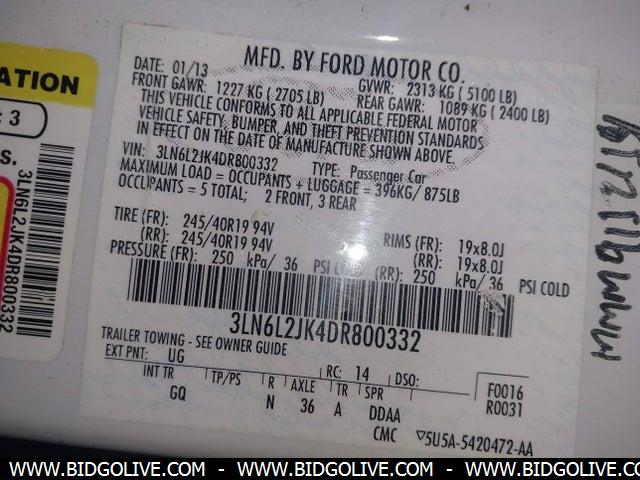 MFD. BY FORD MOTOR CO.
DATE: 01/13
GVWR: 2313 KG ( 5100 LB)
FRONT GAWR: 1227 KG ( 2705 LB)
REAR GAWR: 1089 KG ( 2400 LB)
THIS VEHICLE CONFORMS TO ALL APPLICABLE FEDERAL MOTOR
VEHICLE SAFETY, BUMPER, AND THEFT PREVENTION STANDARDS
IN EFFECT ON THE DATE OF MANUFACTURE SHOWN ABOVE.
VIN: 3LN6L2JK4DR800332
TYPE: Passenger Car
MAXIMUM LOAD = OCCUPANTS + LUGGAGE = 396KG/ 875LB
OCCUPANTS = 5 TOTAL; 2 FRONT, 3 REAR
TIRE (FR): 245/40R19 94V RIMS (FR): 19x8.0J
(RR): 245/40R19 94V (RR): 19x8.0J
PRESSURE (FR): 250 kPa/ 36 PSI COLD (RR): 250 kPa/ 36 PSI COLD
3LN6L2JK4DR800332
TRAILER TOWING - SEE OWNER GUIDE
EXT PNT: UG RC: 14 DSO:
F0016
R0031
INT TR TP/PS R AXLE TR SPR
GQ N 36 A DDAA
CMC ▽5U5A-5420472-AA
ATION
: 3
s.
3LN6L2JK4DR800332
WWW.BIDGOLIVE.COM - WWW.BIDGOLIVE.COM - WWW.BIDGOLIVE.COM